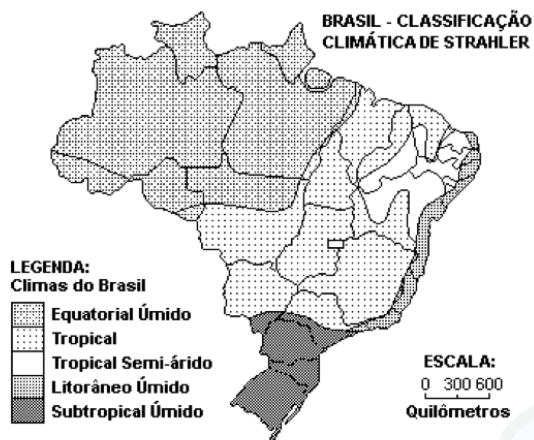 BRASIL - CLASSIFICAÇÃO
CLIMÁTICA DE STRAHLER
LEGENDA:
Climas do Brasil
Equatorial Úmido
Tropical
Tropical Semi-árido
Litorâneo Úmido
Subtropical Úmido
ESCALA:
0 300 600
Quilômetros